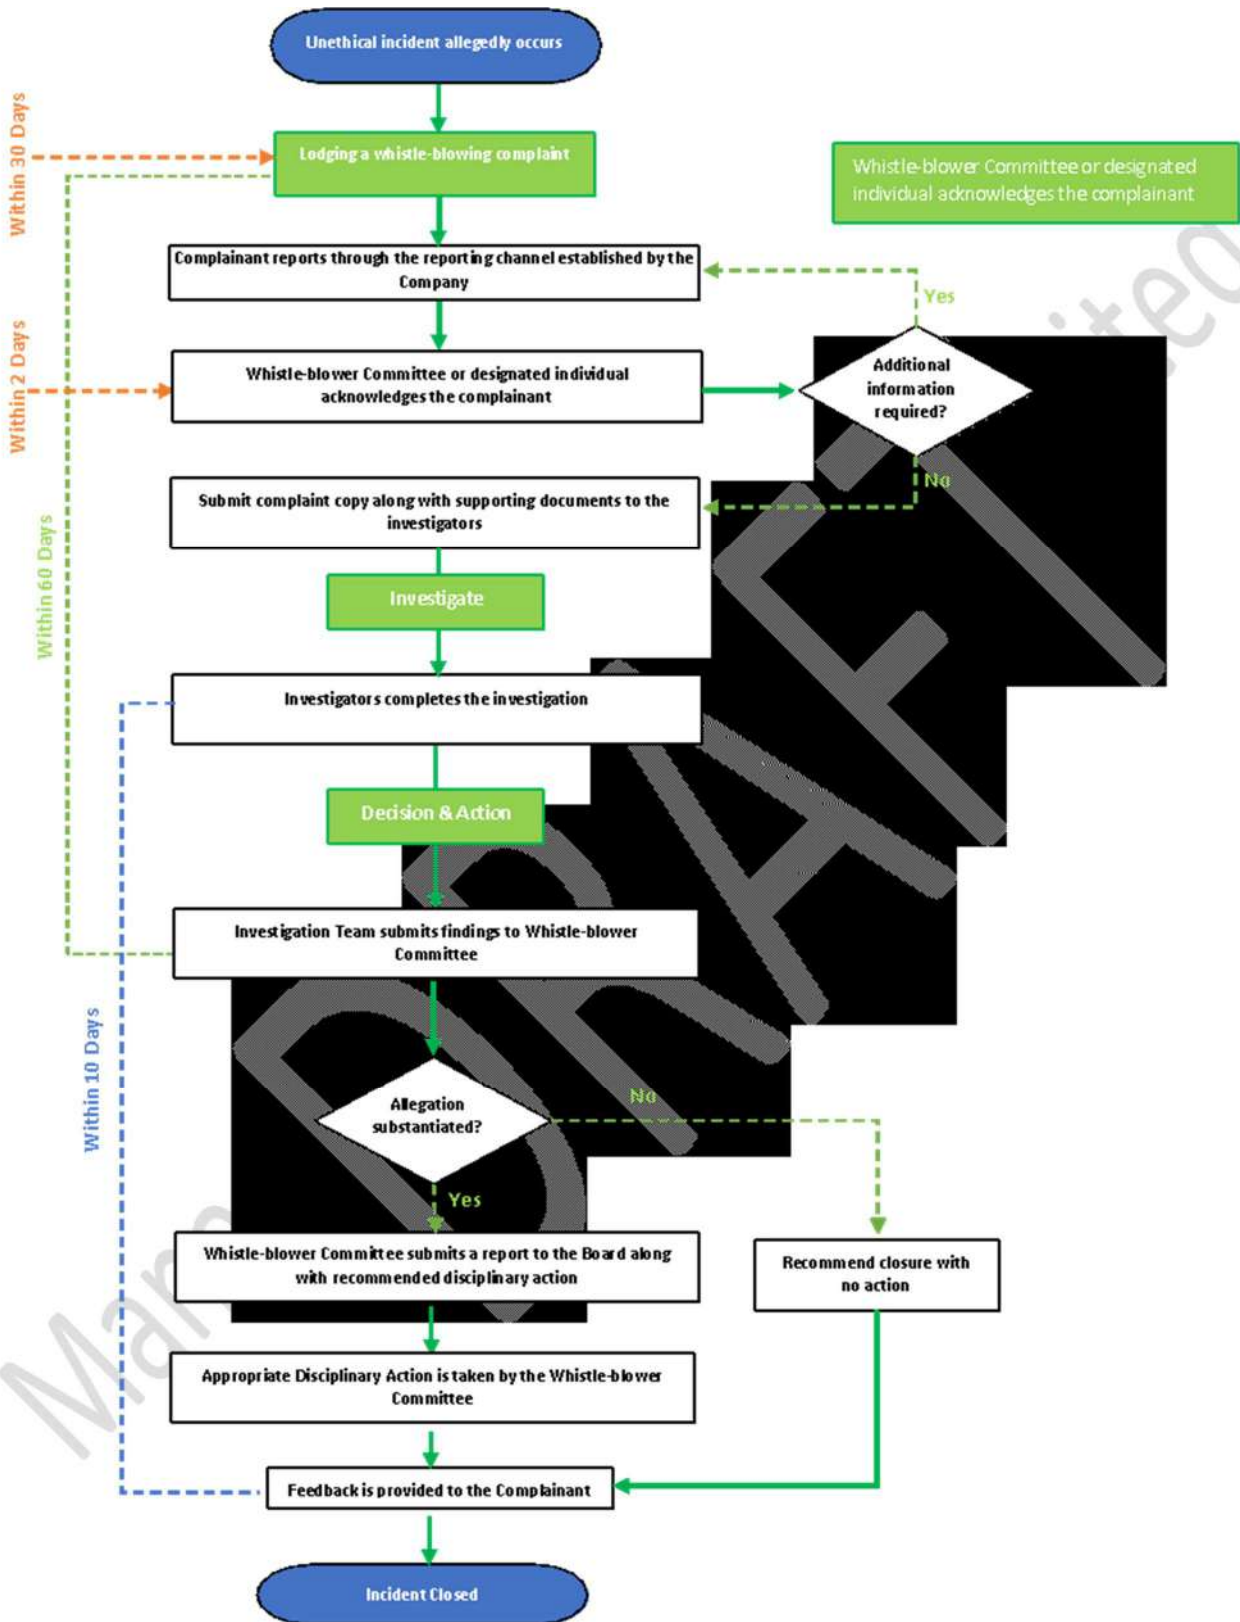 Unethical incident allegedly occurs
Within 30 Days
Lodging a whistle-blowing complaint
Whistle-blower Committee or designated
individual acknowledges the complainant
Complainant reports through the reporting channel established by the
Company
Yes
Within 2 Days
Whistle-blower Committee or designated individual
acknowledges the complainant
Additional
information
required?
No
Submit complaint copy along with supporting documents to the
investigators
Within 60 Days
Investigate
Investigators completes the investigation
Decision & Action
Investigation Team submits findings to Whistle-blower
Committee
Within 10 Days
Allegation
substantiated?
No
Yes
Whistle-blower Committee submits a report to the Board along
with recommended disciplinary action
Recommend closure with
no action
Appropriate Disciplinary Action is taken by the Whistle-blower
Committee
Feedback is provided to the Complainant
Incident Closed
DRAFT